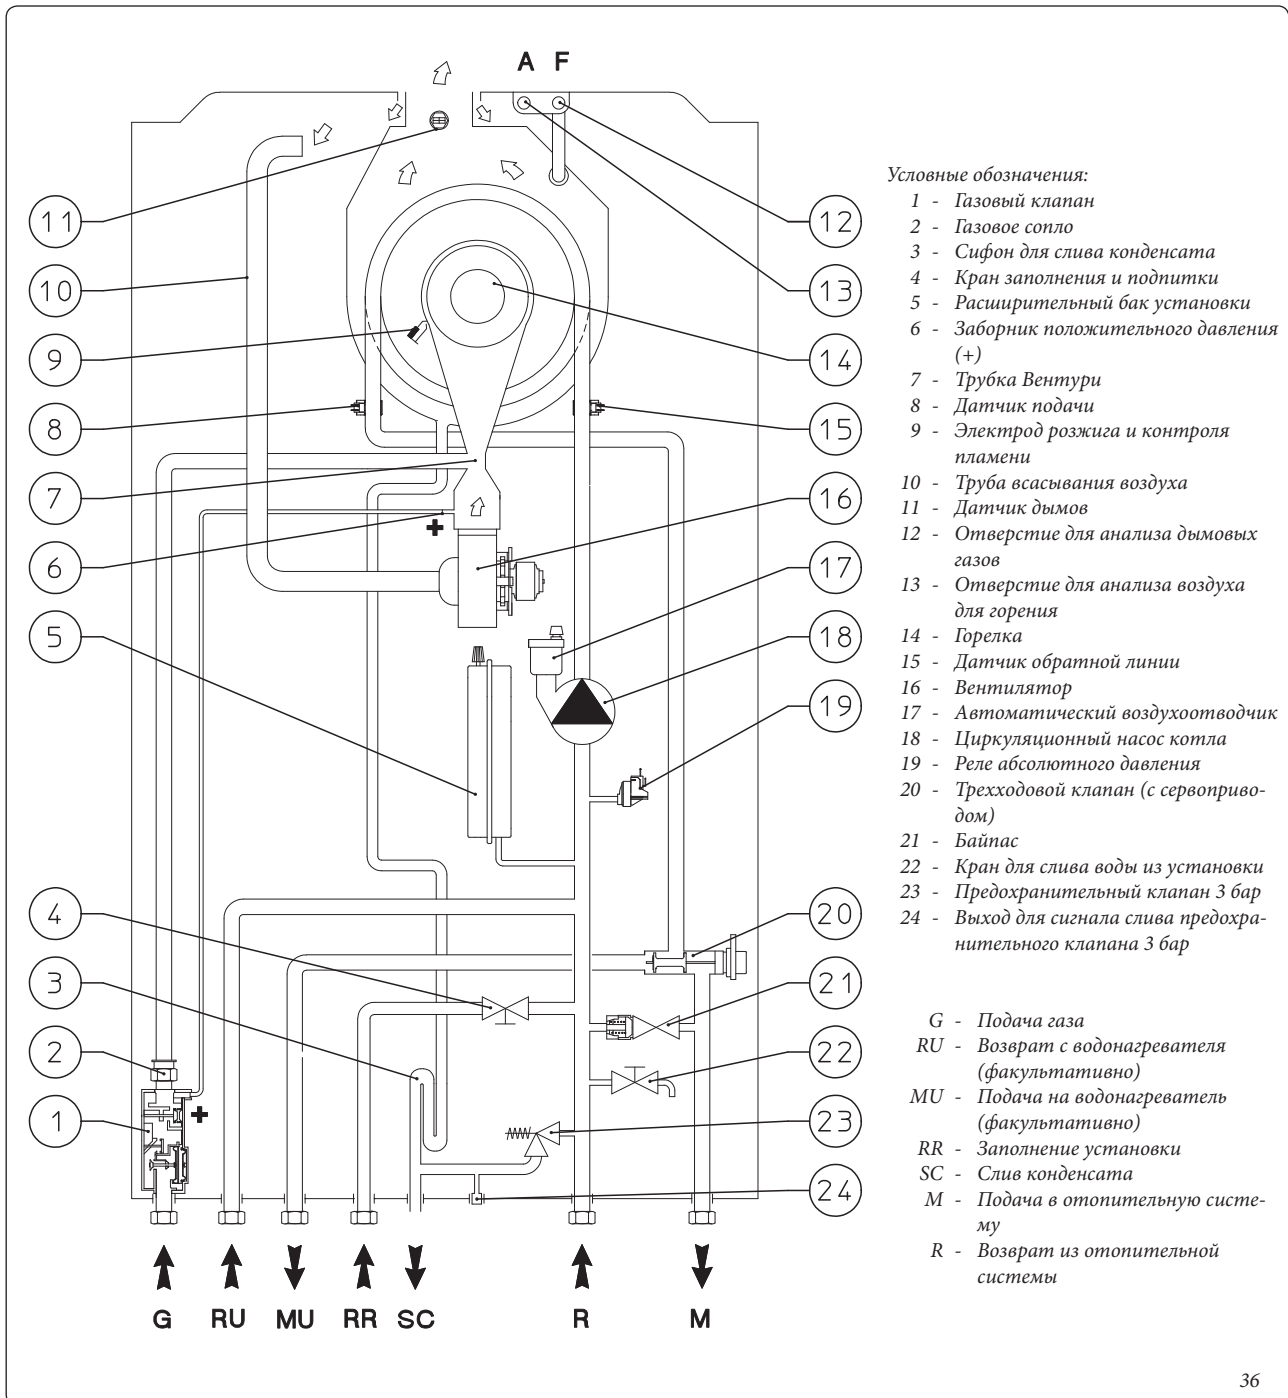 A F
11
10
9
8
7
6
5
4
3
2
1
12
13
14
15
16
17
18
19
20
21
22
23
24
+
+
G RU MU RR SC R M
Условные обозначения:
1 - Газовый клапан
2 - Газовое сопло
3 - Сифон для слива конденсата
4 - Кран заполнения и подпитки
5 - Расширительный бак установки
6 - Заборник положительного давления
(+)
7 - Трубка Вентури
8 - Датчик подачи
9 - Электрод розжига и контроля
пламени
10 - Труба всасывания воздуха
11 - Датчик дымов
12 - Отверстие для анализа дымовых
газов
13 - Отверстие для анализа воздуха
для горения
14 - Горелка
15 - Датчик обратной линии
16 - Вентилятор
17 - Автоматический воздухоотводчик
18 - Циркуляционный насос котла
19 - Реле абсолютного давления
20 - Трехходовой клапан (с сервоприво-
дом)
21 - Байпас
22 - Кран для слива воды из установки
23 - Предохранительный клапан 3 бар
24 - Выход для сигнала слива предохра-
нительного клапана 3 бар
G - Подача газа
RU - Возврат с водонагревателя
(факультативно)
MU - Подача на водонагреватель
(факультативно)
RR - Заполнение установки
SC - Слив конденсата
M - Подача в отопительную систе-
му
R - Возврат из отопительной
системы
36